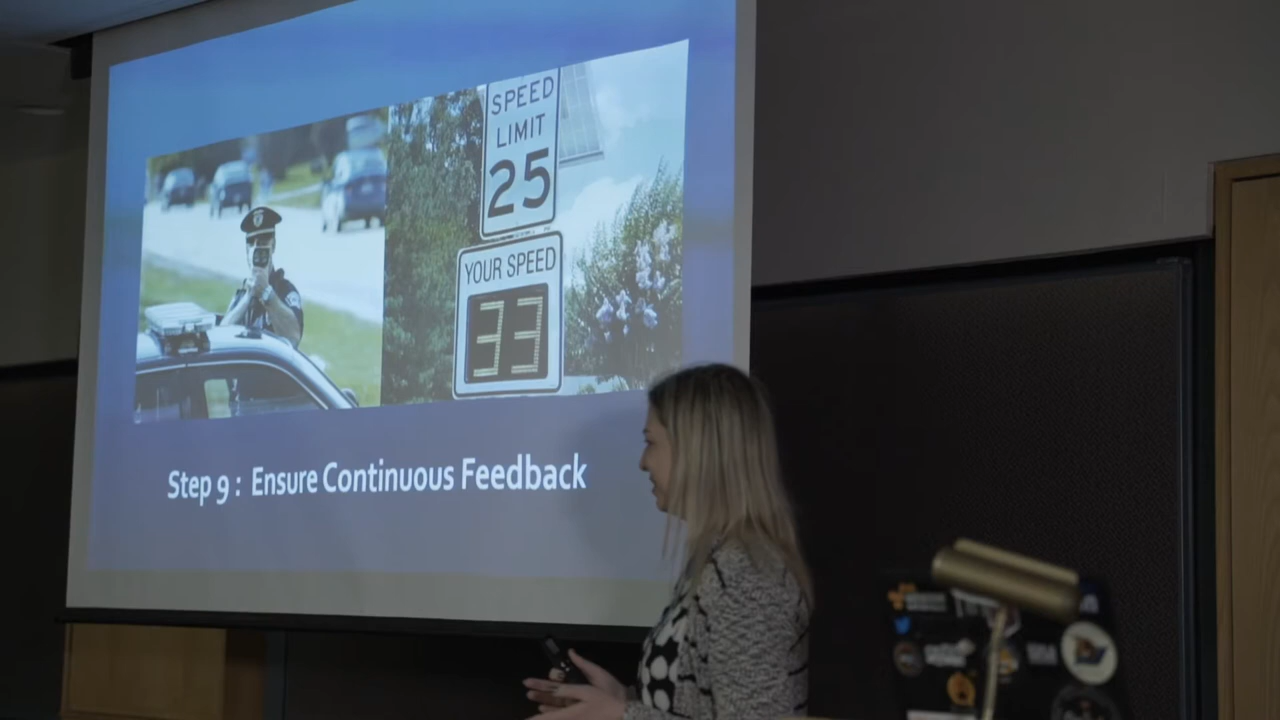 SPEED
LIMIT
25
YOUR SPEED
33
Step 9 : Ensure Continuous Feedback